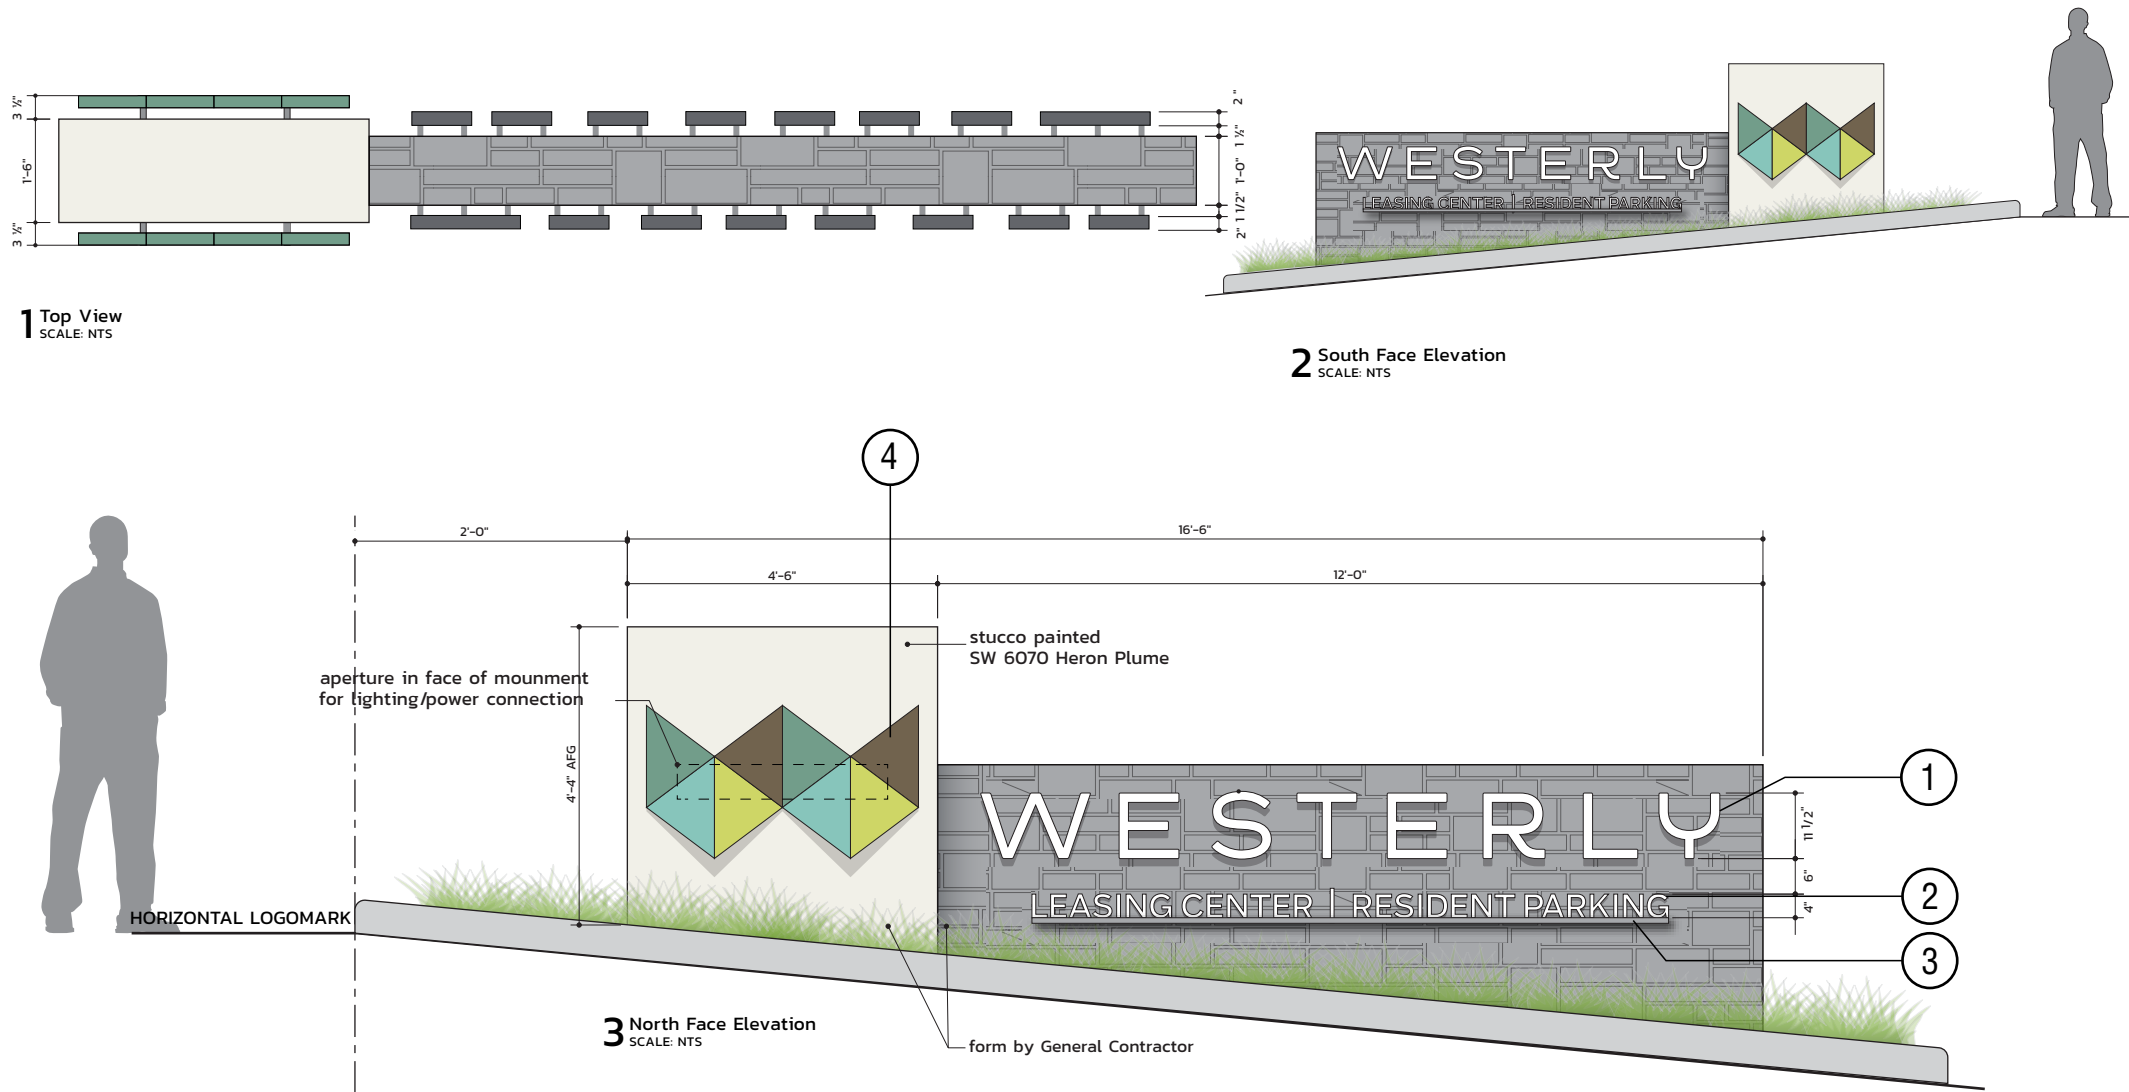 3 ½"
1'-6"
3 ½"
2 "
1 ½"
1'-0"
1 1/2"
2"
1 Top View
SCALE: NTS
WESTERLY
LEASING CENTER | RESIDENT PARKING
2 South Face Elevation
SCALE: NTS
4
2'-0"
16'-6"
4'-6"
12'-0"
stucco painted
SW 6070 Heron Plume
aperture in face of mounment
for lighting/power connection
4'-4" AFG
WESTERLY
LEASING CENTER | RESIDENT PARKING
11 1/2"
6"
4"
1
2
3
HORIZONTAL LOGOMARK
3 North Face Elevation
SCALE: NTS
form by General Contractor